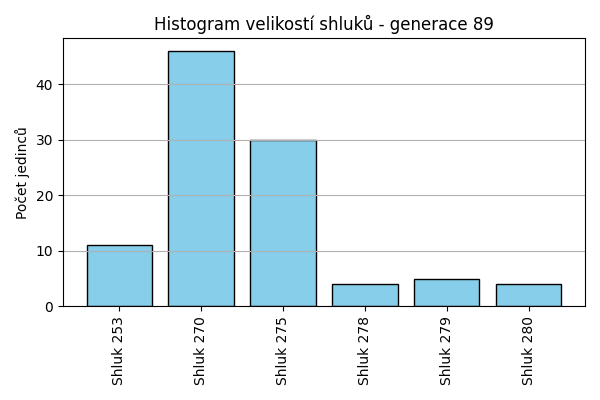 Histogram velikostí shluků - generace 89
Počet jedinců
40
30
20
10
0
Shluk 253
Shluk 270
Shluk 275
Shluk 278
Shluk 279
Shluk 280